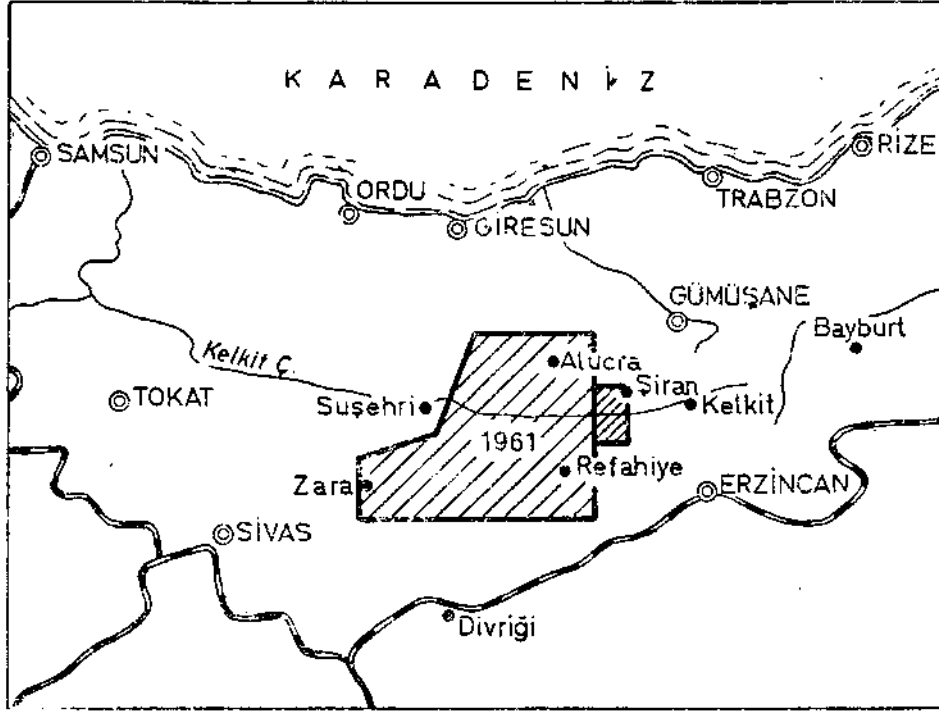 KARADENİZ
SAMSUN
RİZE
ORDU
TRABZON
GİRESUN
GÜMÜŞANE
Bayburt
Kelkit Ç.
Alucra
Şiran
TOKAT
Suşehri
Kelkit
1961
Refahiye
Zara
ERZİNCAN
SİVAS
Divriği